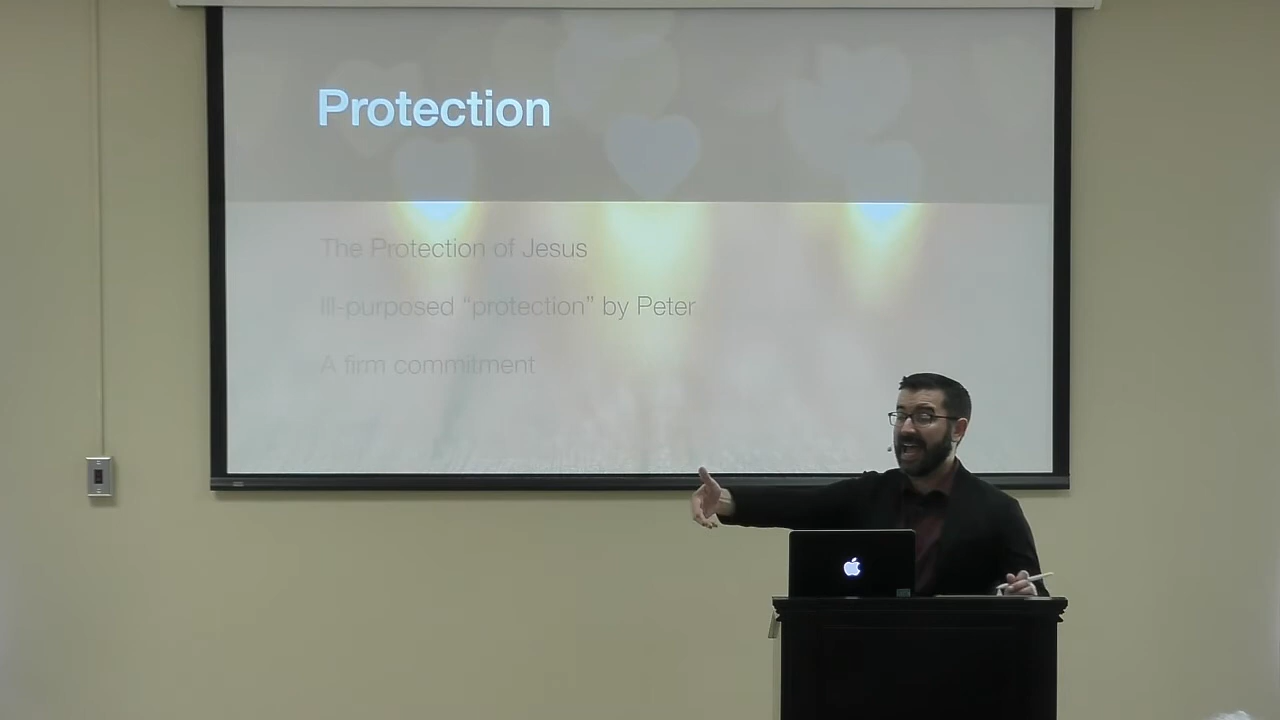 Protection
The Protection of Jesus
Ill-purposed “protection” by Peter
A firm commitment